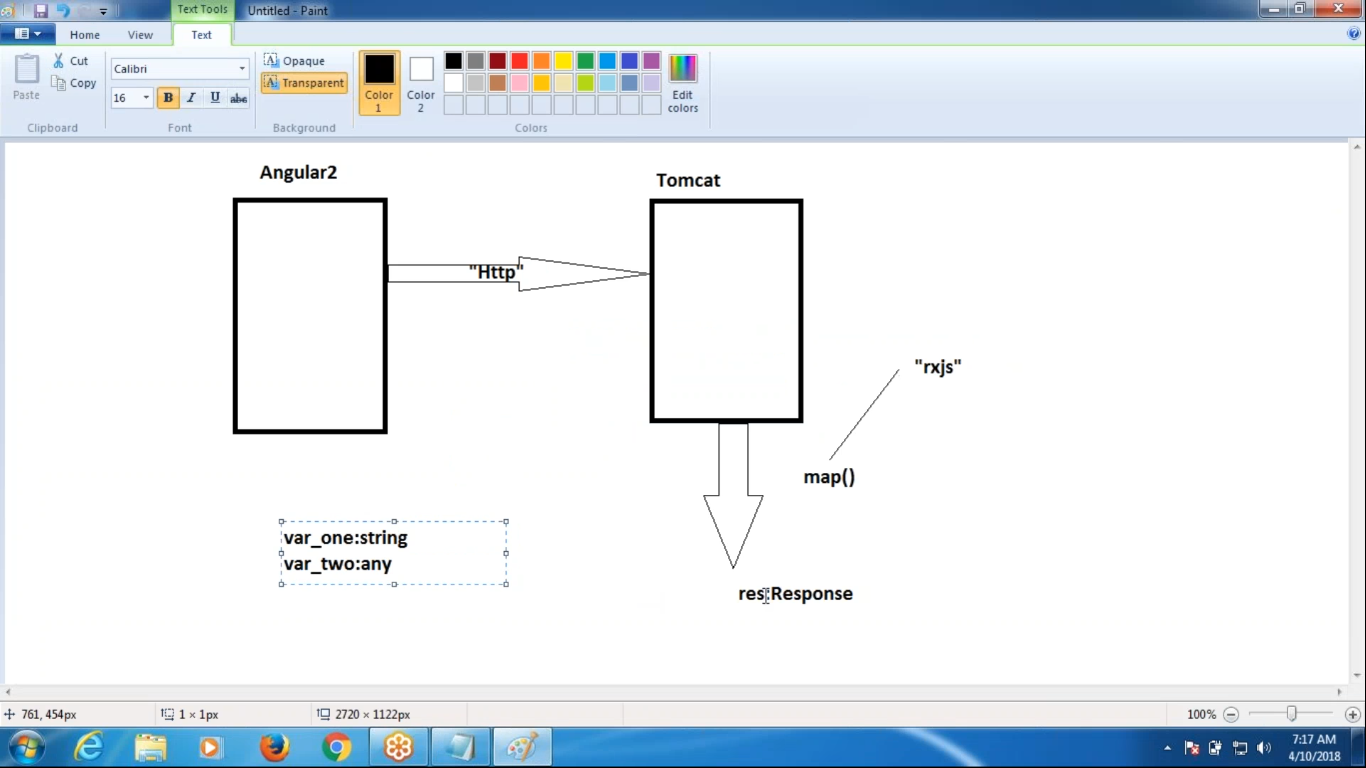 Text Tools
Untitled - Paint
Home
View
Text
Paste
Cut
Copy
Clipboard
Calibri
16
B I U abc
Font
Opaque
Transparent
Background
Color 1
Color 2
Edit colors
Colors
Angular2
Tomcat
"Http"
"rxjs"
map()
var_one:string
var_two:any
res:Response
761, 454px
1 × 1px
2720 × 1122px
100%
7:17 AM
4/10/2018